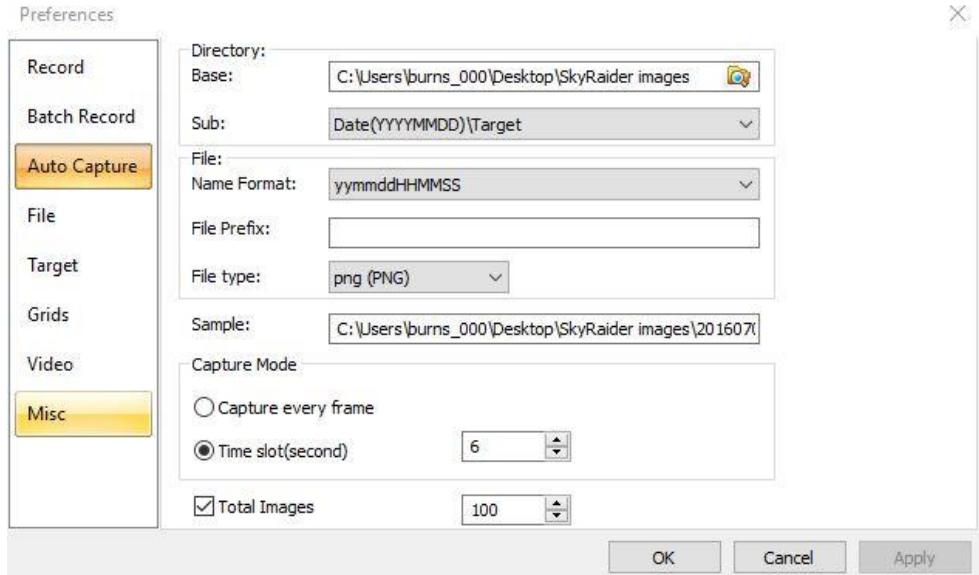 Preferences
Record
Batch Record
Auto Capture
File
Target
Grids
Video
Misc
Directory:
Base: C:\Users\burns_000\Desktop\SkyRaider images
Sub: Date(YYYYMMDD)\Target
File:
Name Format: yymmddHHMMSS
File Prefix:
File type: png (PNG)
Sample: C:\Users\burns_000\Desktop\SkyRaider images\2016070
Capture Mode
Capture every frame
Time slot(second) 6
Total Images 100
OK Cancel Apply